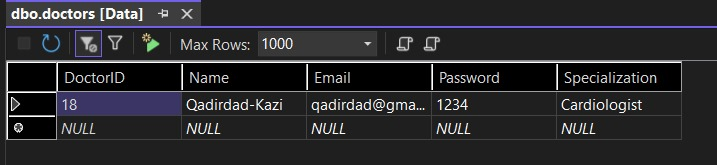 dbo.doctors [Data]
Max Rows: 1000
DoctorID Name Email Password Specialization
18 Qadirdad-Kazi qadirdad@gma... 1234 Cardiologist
NULL NULL NULL NULL NULL